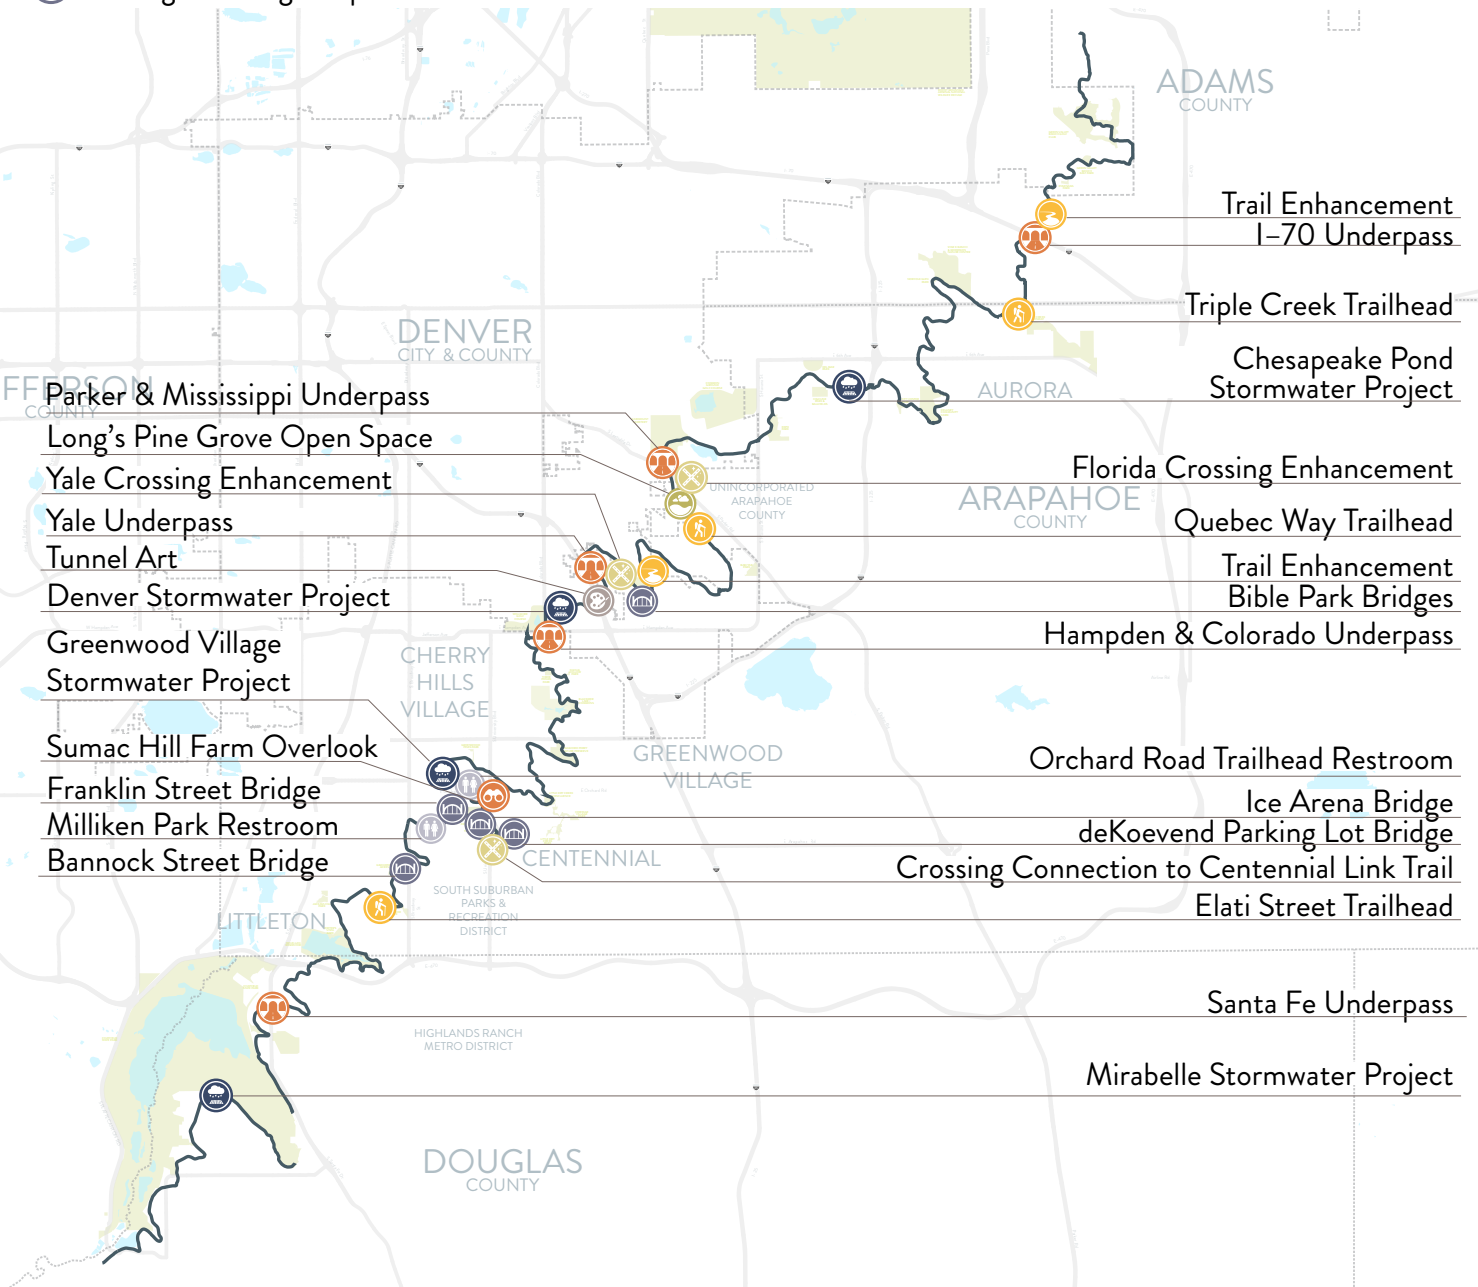 ADAMS
COUNTY
Trail Enhancement
I–70 Underpass
Triple Creek Trailhead
DENVER
CITY & COUNTY
Chesapeake Pond
Stormwater Project
AURORA
FFERSON
COUNTY
Parker & Mississippi Underpass
Long's Pine Grove Open Space
Yale Crossing Enhancement
Yale Underpass
Tunnel Art
Denver Stormwater Project
Greenwood Village
Stormwater Project
Sumac Hill Farm Overlook
Franklin Street Bridge
Milliken Park Restroom
Bannock Street Bridge
Florida Crossing Enhancement
UNINCORPORATED
ARAPAHOE
COUNTY
ARAPAHOE
COUNTY
Quebec Way Trailhead
Trail Enhancement
Bible Park Bridges
Hampden & Colorado Underpass
CHERRY
HILLS
VILLAGE
GREENWOOD
VILLAGE
Orchard Road Trailhead Restroom
Ice Arena Bridge
deKoevend Parking Lot Bridge
CENTENNIAL
Crossing Connection to Centennial Link Trail
SOUTH SUBURBAN
PARKS &
RECREATION
DISTRICT
Elati Street Trailhead
LITTLETON
Santa Fe Underpass
HIGHLANDS RANCH
METRO DISTRICT
Mirabelle Stormwater Project
DOUGLAS
COUNTY